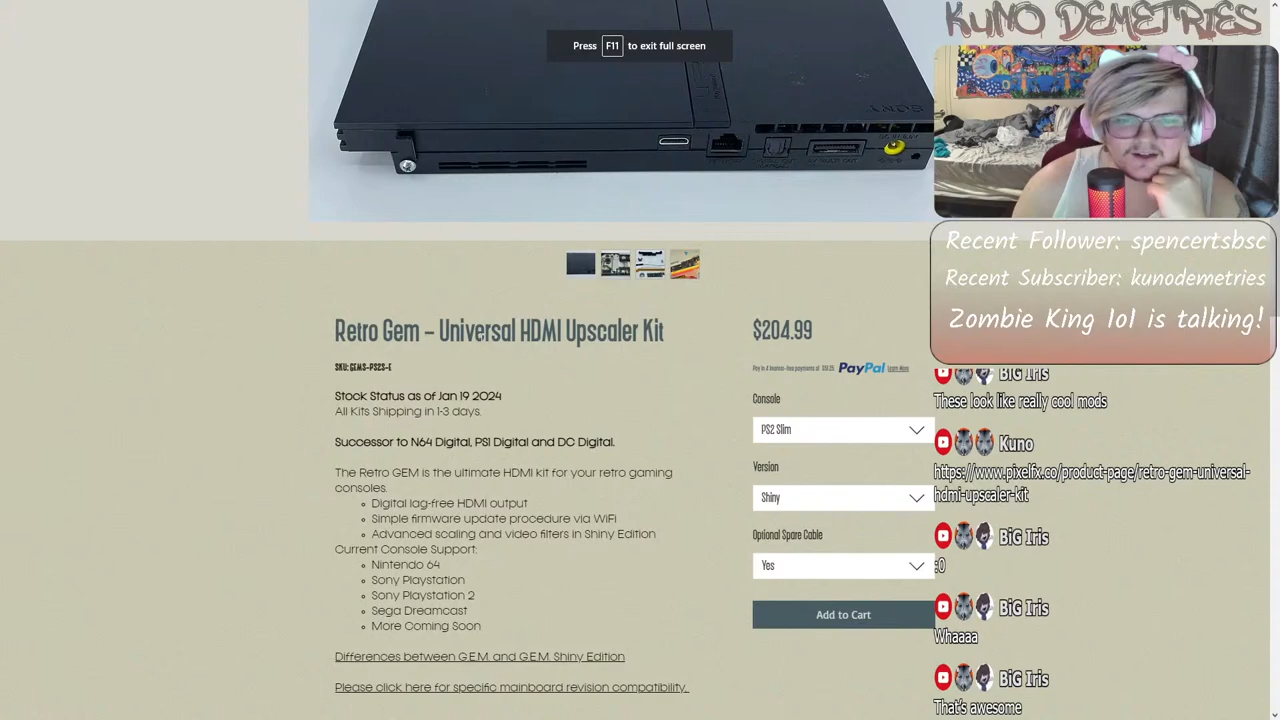 KUNO DEMETRIES
Press F11 to exit full screen
SONY
Recent Follower: spencertsbsc
Recent Subscriber: kunodemetries
Zombie King lol is talking!
Retro Gem – Universal HDMI Upscaler Kit
SKU: GEMS-PS2S-E
Stock Status as of Jan 19 2024
All Kits Shipping in 1-3 days.
Successor to N64 Digital, PS1 Digital and DC Digital.
The Retro GEM is the ultimate HDMI kit for your retro gaming
consoles.
Digital lag-free HDMI output
Simple firmware update procedure via WiFi
Advanced scaling and video filters in Shiny Edition
Current Console Support:
Nintendo 64
Sony Playstation
Sony Playstation 2
Sega Dreamcast
More Coming Soon
Differences between G.E.M. and G.E.M. Shiny Edition
Please click here for specific mainboard revision compatibility.
$204.99
PayPal Learn More
Console
PS2 Slim
Version
Shiny
Optional Spare Cable
Yes
Add to Cart
BiG Iris
These look like really cool mods
Kuno
https://www.pixelfx.co/product-page/retro-gem-universal-
hdmi-upscaler-kit
BiG Iris
:0
BiG Iris
Whaaaa
BiG Iris
That's awesome